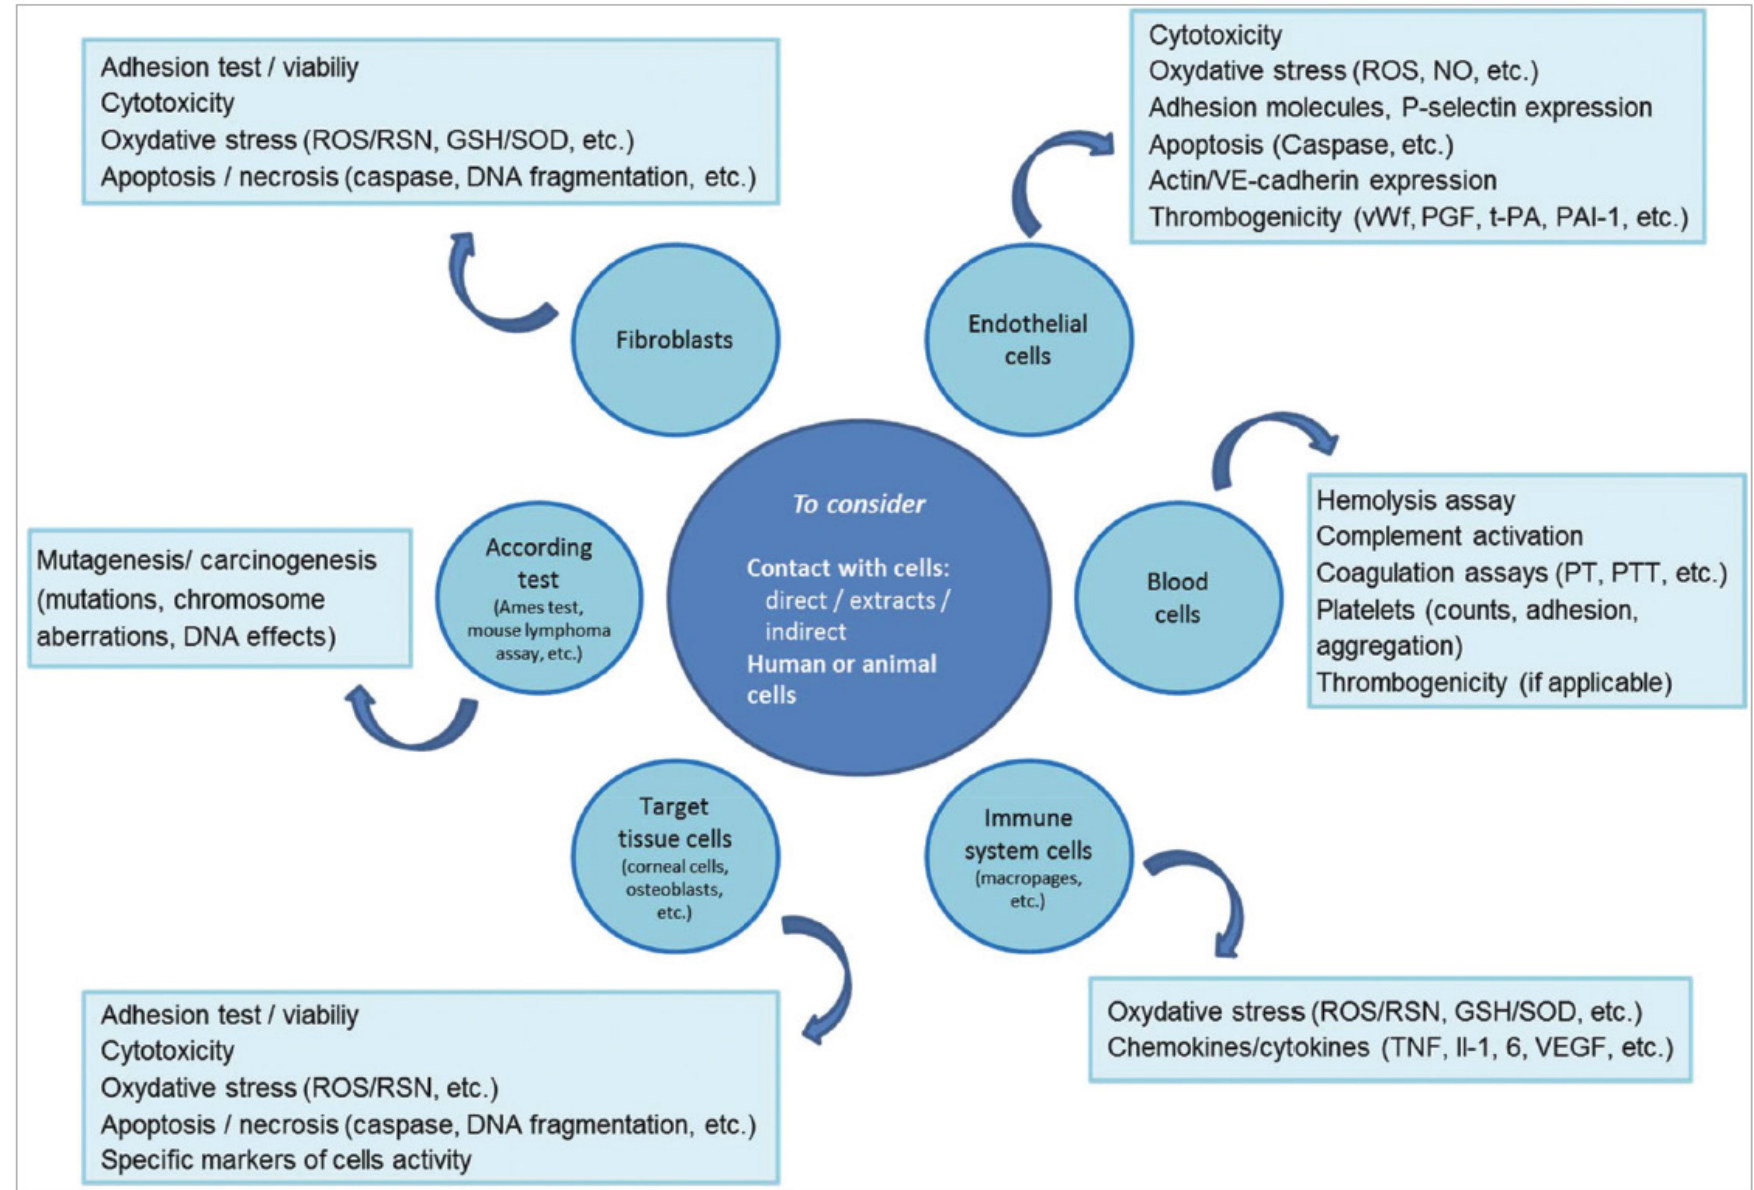 Adhesion test / viabiliy
Cytotoxicity
Oxydative stress (ROS/RSN, GSH/SOD, etc.)
Apoptosis / necrosis (caspase, DNA fragmentation, etc.)
Cytotoxicity
Oxydative stress (ROS, NO, etc.)
Adhesion molecules, P-selectin expression
Apoptosis (Caspase, etc.)
Actin/VE-cadherin expression
Thrombogenicity (vWf, PGF, t-PA, PAI-1, etc.)
Fibroblasts
Endothelial
cells
To consider
Contact with cells:
direct / extracts /
indirect
Human or animal
cells
Mutagenesis/ carcinogenesis
(mutations, chromosome
aberrations, DNA effects)
According
test
(Ames test,
mouse lymphoma
assay, etc.)
Blood
cells
Hemolysis assay
Complement activation
Coagulation assays (PT, PTT, etc.)
Platelets (counts, adhesion,
aggregation)
Thrombogenicity (if applicable)
Target
tissue cells
(corneal cells,
osteoblasts,
etc.)
Immune
system cells
(macropages,
etc.)
Adhesion test / viabiliy
Cytotoxicity
Oxydative stress (ROS/RSN, etc.)
Apoptosis / necrosis (caspase, DNA fragmentation, etc.)
Specific markers of cells activity
Oxydative stress (ROS/RSN, GSH/SOD, etc.)
Chemokines/cytokines (TNF, Il-1, 6, VEGF, etc.)